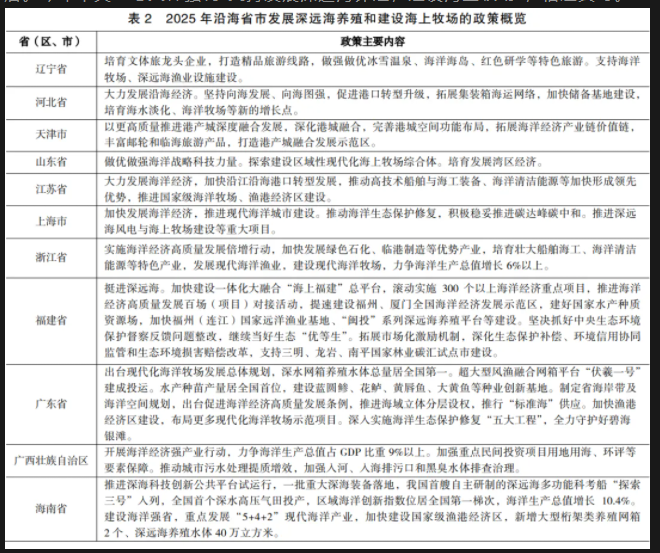 表 2 2025 年沿海省市发展深远海养殖和建设海上牧场的政策概览
省（区、市） 政策主要内容
辽宁省
培育文体旅龙头企业，打造精品旅游线路，做强做优冰雪温泉、海洋海岛、红色研学等特色旅游。支持海洋
牧场、深远海渔业设施建设。
河北省
大力发展沿海经济。坚持向海发展、向海图强，促进港口转型升级，拓展集装箱海运网络，加快储备基地建设，
培育海水淡化、海洋牧场等新的增长点。
天津市
以更高质量推进港产城深度融合发展，深化港城融合，完善港城空间功能布局，拓展海洋经济产业链价值链，
丰富邮轮和临海旅游产品，打造港产城融合发展示范区。
山东省
做优做强海洋战略科技力量。探索建设区域性现代化海上牧场综合体。培育发展湾区经济。
江苏省
大力发展海洋经济，加快沿江沿海港口转型发展，推动高技术船舶与海工装备、海洋清洁能源等加快形成领先
优势，推进国家级海洋牧场、渔港经济区建设。
上海市
加快发展海洋经济，推进现代海洋城市建设。推动海洋生态保护修复，积极稳妥推进碳达峰碳中和。推进深远
海风电与海上牧场建设等重大项目。
浙江省
实施海洋经济高质量发展倍增行动，加快发展绿色石化、临港制造等优势产业，培育壮大船舶海工、海洋清洁
能源等特色产业，发展现代海洋渔业，建设现代海洋牧场，力争海洋生产总值增长 6%以上。
福建省
挺进深远海。加快建设一体化大融合“海上福建”总平台，滚动实施 300 个以上海洋经济重点项目，推进海洋
经济高质量发展百场（项目）对接活动，提速建设福州、厦门全国海洋经济发展示范区，建好国家水产种质
资源场，加快福州（连江）国家远洋渔业基地、“闽投”系列深远海养殖平台等建设。坚决抓好中央生态环境
保护督察反馈问题整改，继续当好生态“优等生”。拓展市场化激励机制，深化生态保护补偿、环境信用协同
监管和生态环境损害赔偿改革，支持三明、龙岩、南平国家林业碳汇试点市建设。
广东省
出台现代化海洋牧场发展总体规划，深水网箱养殖水体总量居全国第一。超大型风渔融合网箱平台“伏羲一号”
建成投运。水产种苗产量居全国首位，建设蓝圆鲹、花鲈、黄唇鱼、大黄鱼等种业创新基地。制定省海岸带及
海洋空间规划，出台促进海洋经济高质量发展条例，推进海域立体分层设权，推行“标准海”供应。加快渔港
经济区建设，布局更多现代化海洋牧场示范项目。深入实施海洋生态保护修复“五大工程”，全力守护好碧海
银滩。
广西壮族自治区
开展海洋经济强产业行动，力争海洋生产总值占 GDP 比重 9%以上。加强重点民间投资项目用地用海、环评等
要素保障。推动城市污水处理提质增效，加强入河、入海排污口和黑臭水体排查治理。
海南省
推进深海科技创新公共平台试运行，一批重大深海装备落地，我国首艘自主研制的深远海多功能科考船“探索
三号”入列，全国首个深水高压气田投产，区域海洋创新指数位居全国第一梯次，海洋生产总值增长 10.4%。
建设海洋强省，重点发展“5+4+2”现代海洋产业，加快建设国家级渔港经济区，新增大型桁架类养殖网箱
2 个、深远海养殖水体 40 万立方米。